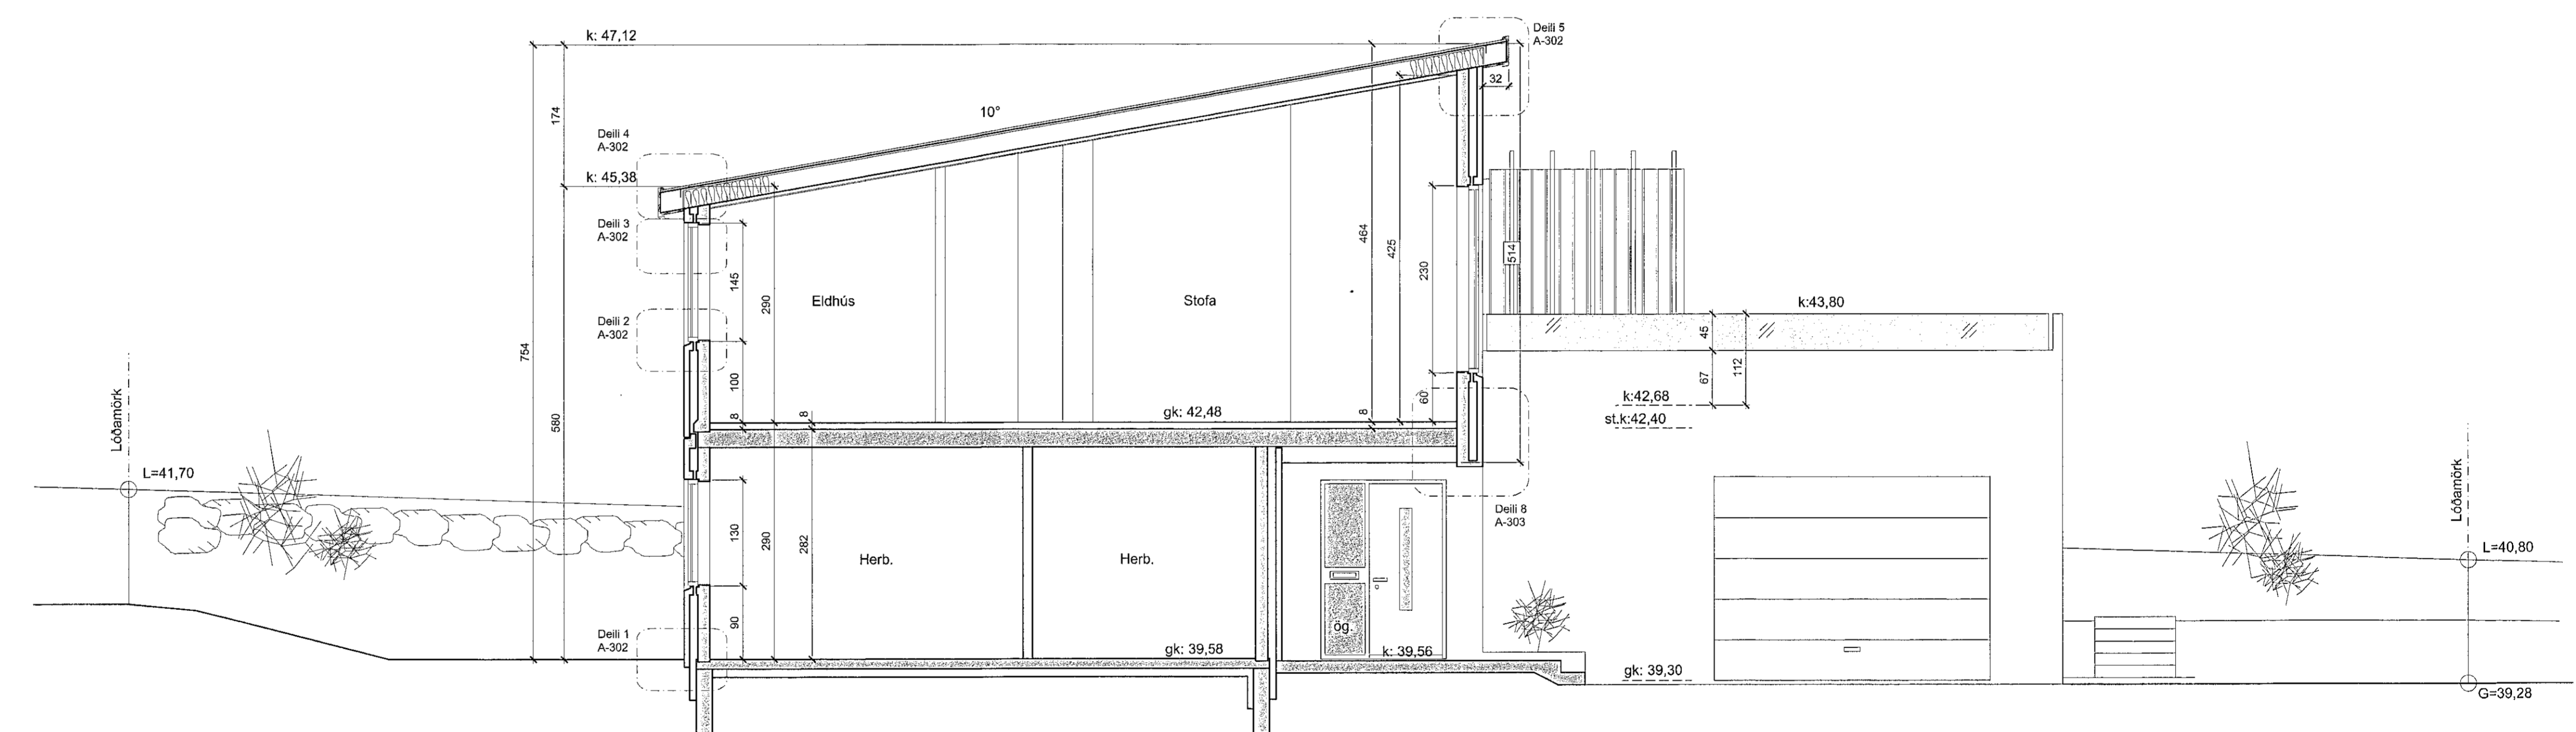 k: 47,12
Deili 5
A-302
32
10°
174
Deili 4
A-302
k: 45,38
Deili 3
A-302
145
290
464
425
230
514
Eldhús
Stofa
k:43,80
Deili 2
A-302
754
45
67
112
100
60
580
8
8
8
gk: 42,48
k:42,68
st.k:42,40
Lóðamörk
L=41,70
Lóðamörk
L=40,80
Deili 8
A-303
130
290
282
Herb.
Herb.
90
ög.
Deili 1
A-302
gk: 39,58
k: 39,56
gk: 39,30
G=39,28